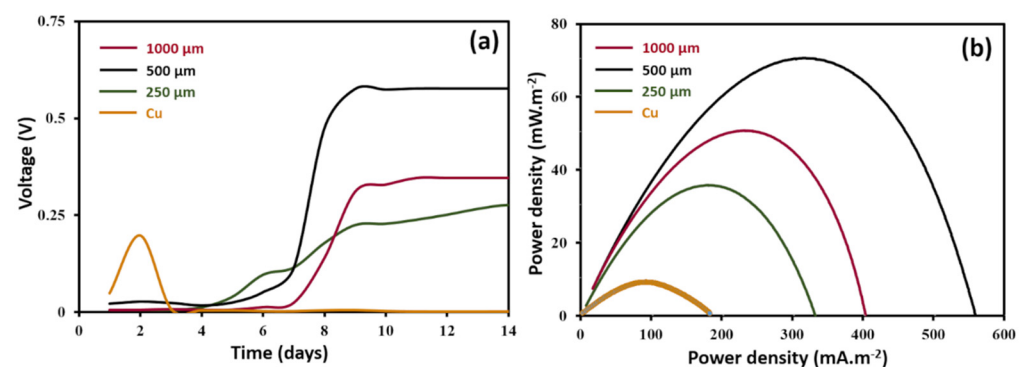 (a)
1000 µm
500 µm
250 µm
Cu
Voltage (V)
0.75
0.5
0.25
0
0 2 4 6 8 10 12 14
Time (days)
(b)
1000 µm
500 µm
250 µm
Cu
Power density (mW.m⁻²)
80
60
40
20
0
0 100 200 300 400 500 600
Power density (mA.m⁻²)